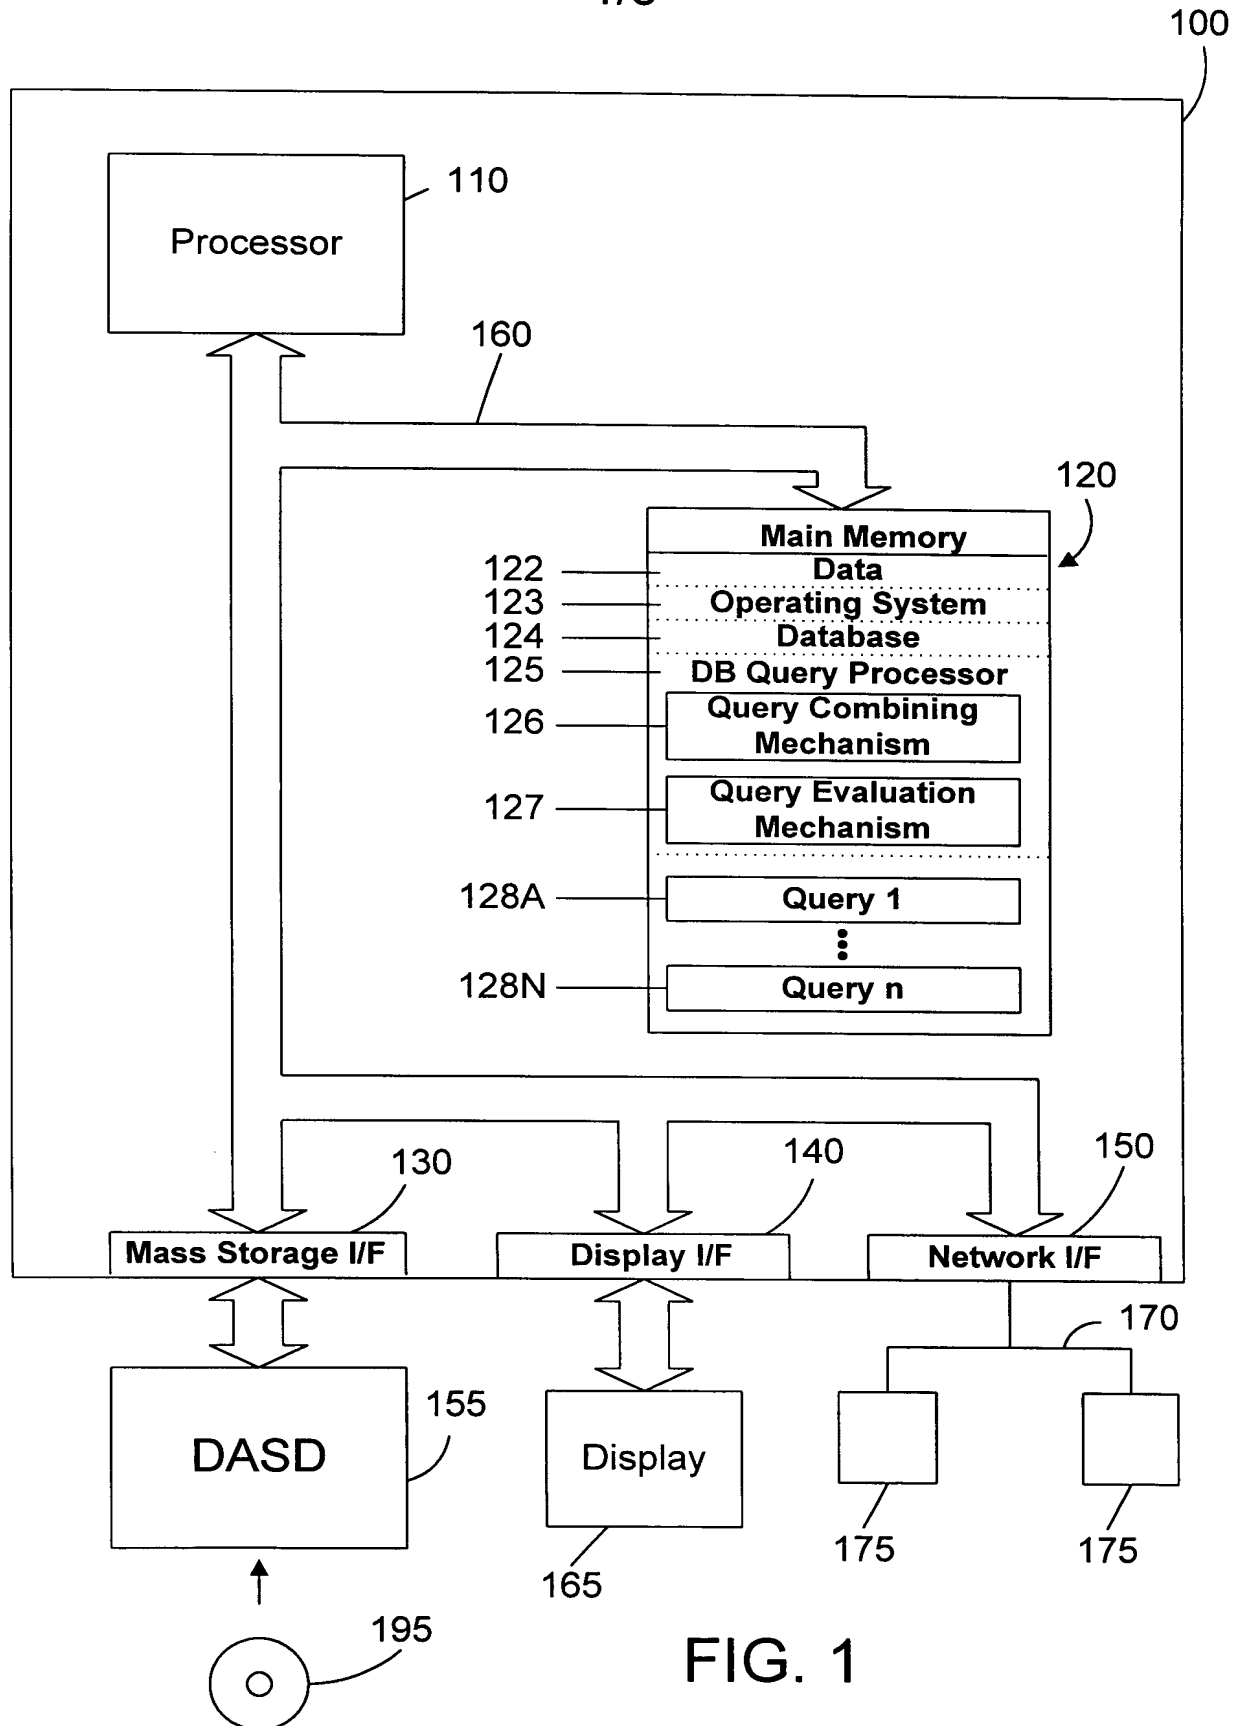 100
110
Processor
160
120
Main Memory
122 Data
123 Operating System
124 Database
125 DB Query Processor
126 Query Combining
Mechanism
127 Query Evaluation
Mechanism
128A Query 1
128N Query n
130
140
150
Mass Storage I/F
Display I/F
Network I/F
170
155
DASD
Display
175
175
165
195
FIG. 1